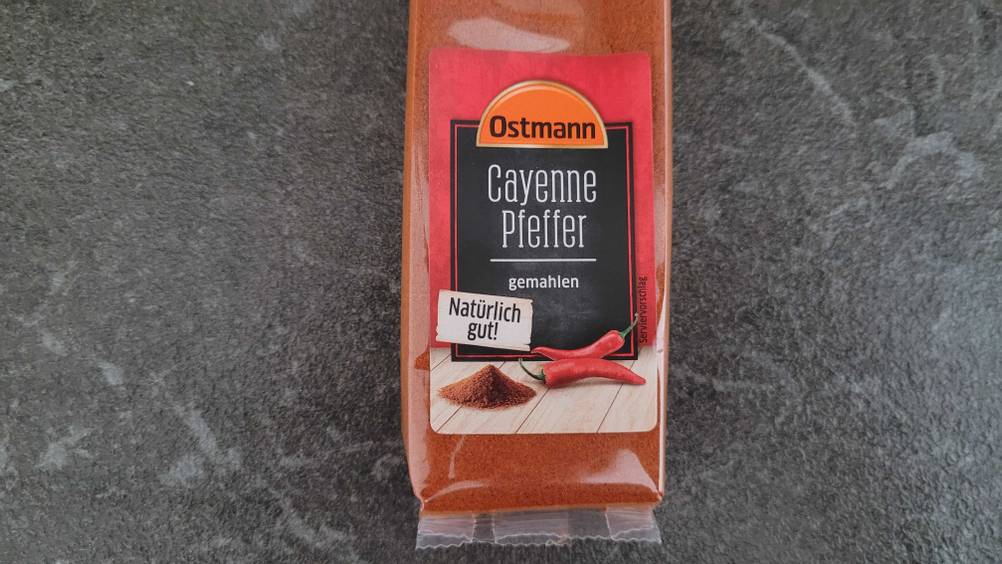 Ostmann
Cayenne
Pfeffer
gemahlen
Natürlich
gut!
Serviervorschlag